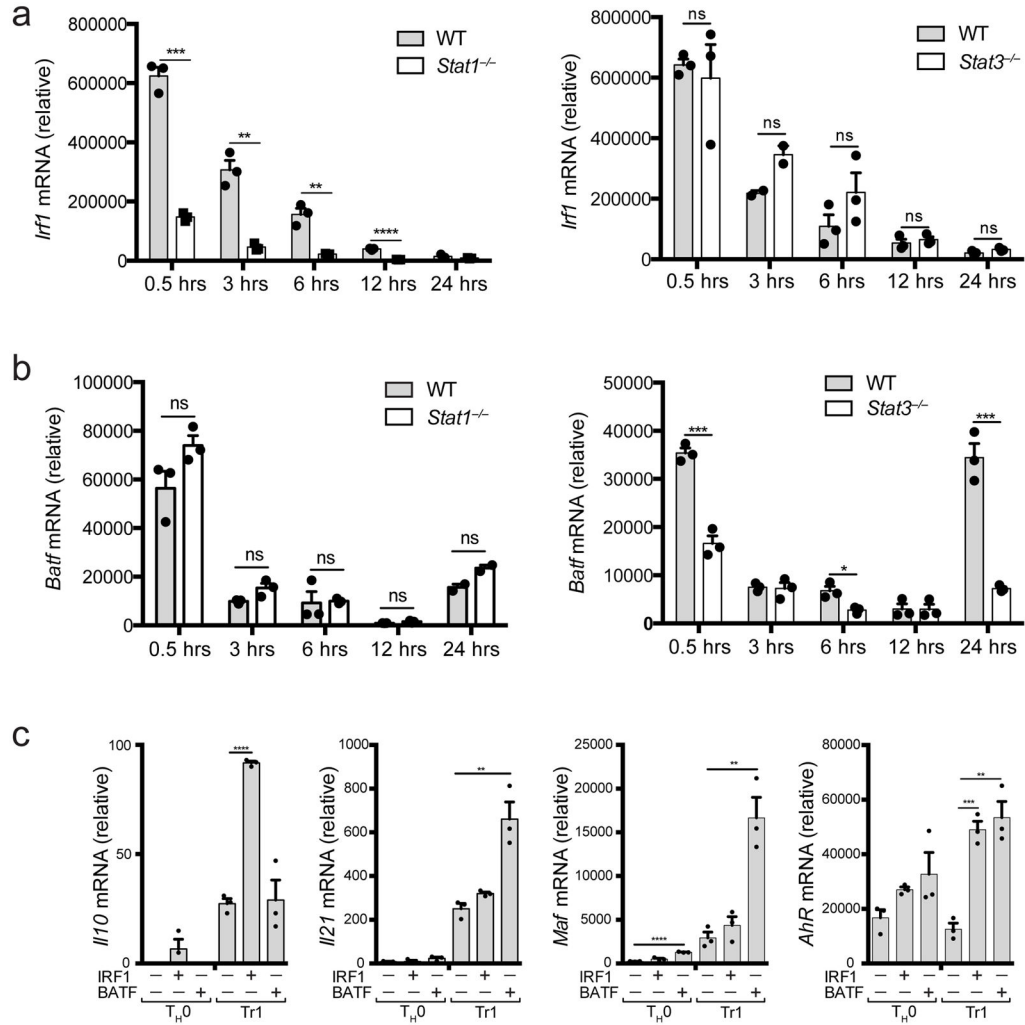 a
800000
600000
400000
200000
0
Irf1 mRNA (relative)
***
**
**
****
WT
Stat1–/–
0.5 hrs 3 hrs 6 hrs 12 hrs 24 hrs
800000
600000
400000
200000
0
Irf1 mRNA (relative)
ns
ns
ns
ns
ns
WT
Stat3–/–
0.5 hrs 3 hrs 6 hrs 12 hrs 24 hrs
b
100000
80000
60000
40000
20000
0
Batf mRNA (relative)
ns
ns
ns
ns
ns
WT
Stat1–/–
0.5 hrs 3 hrs 6 hrs 12 hrs 24 hrs
50000
40000
30000
20000
10000
0
Batf mRNA (relative)
***
*
***
WT
Stat3–/–
0.5 hrs 3 hrs 6 hrs 12 hrs 24 hrs
c
100
50
0
Il10 mRNA (relative)
****
IRF1 – + – – + –
BATF – – + – – +
TH0 Tr1
1000
800
600
400
200
0
Il21 mRNA (relative)
**
IRF1 – + – – + –
BATF – – + – – +
TH0 Tr1
25000
20000
15000
10000
5000
0
Maf mRNA (relative)
****
**
IRF1 – + – – + –
BATF – – + – – +
TH0 Tr1
80000
60000
40000
20000
0
AhR mRNA (relative)
***
**
IRF1 – + – – + –
BATF – – + – – +
TH0 Tr1